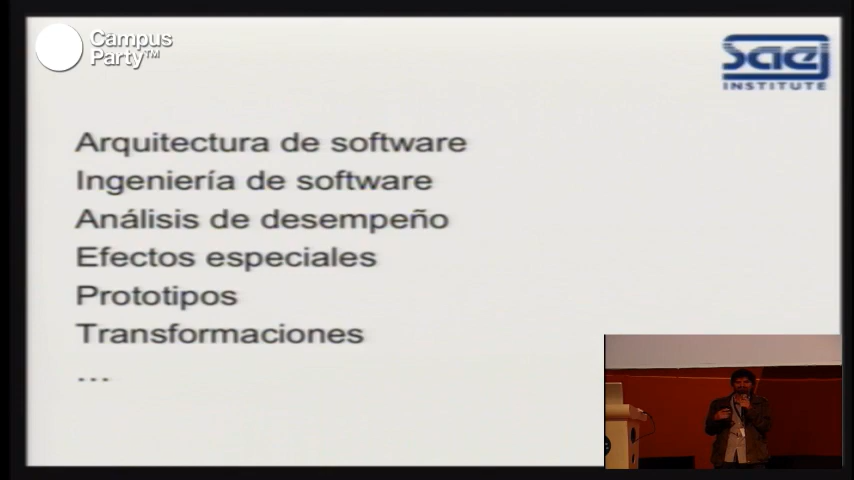 Campus
Party™
Saej
INSTITUTE
Arquitectura de software
Ingeniería de software
Análisis de desempeño
Efectos especiales
Prototipos
Transformaciones
...